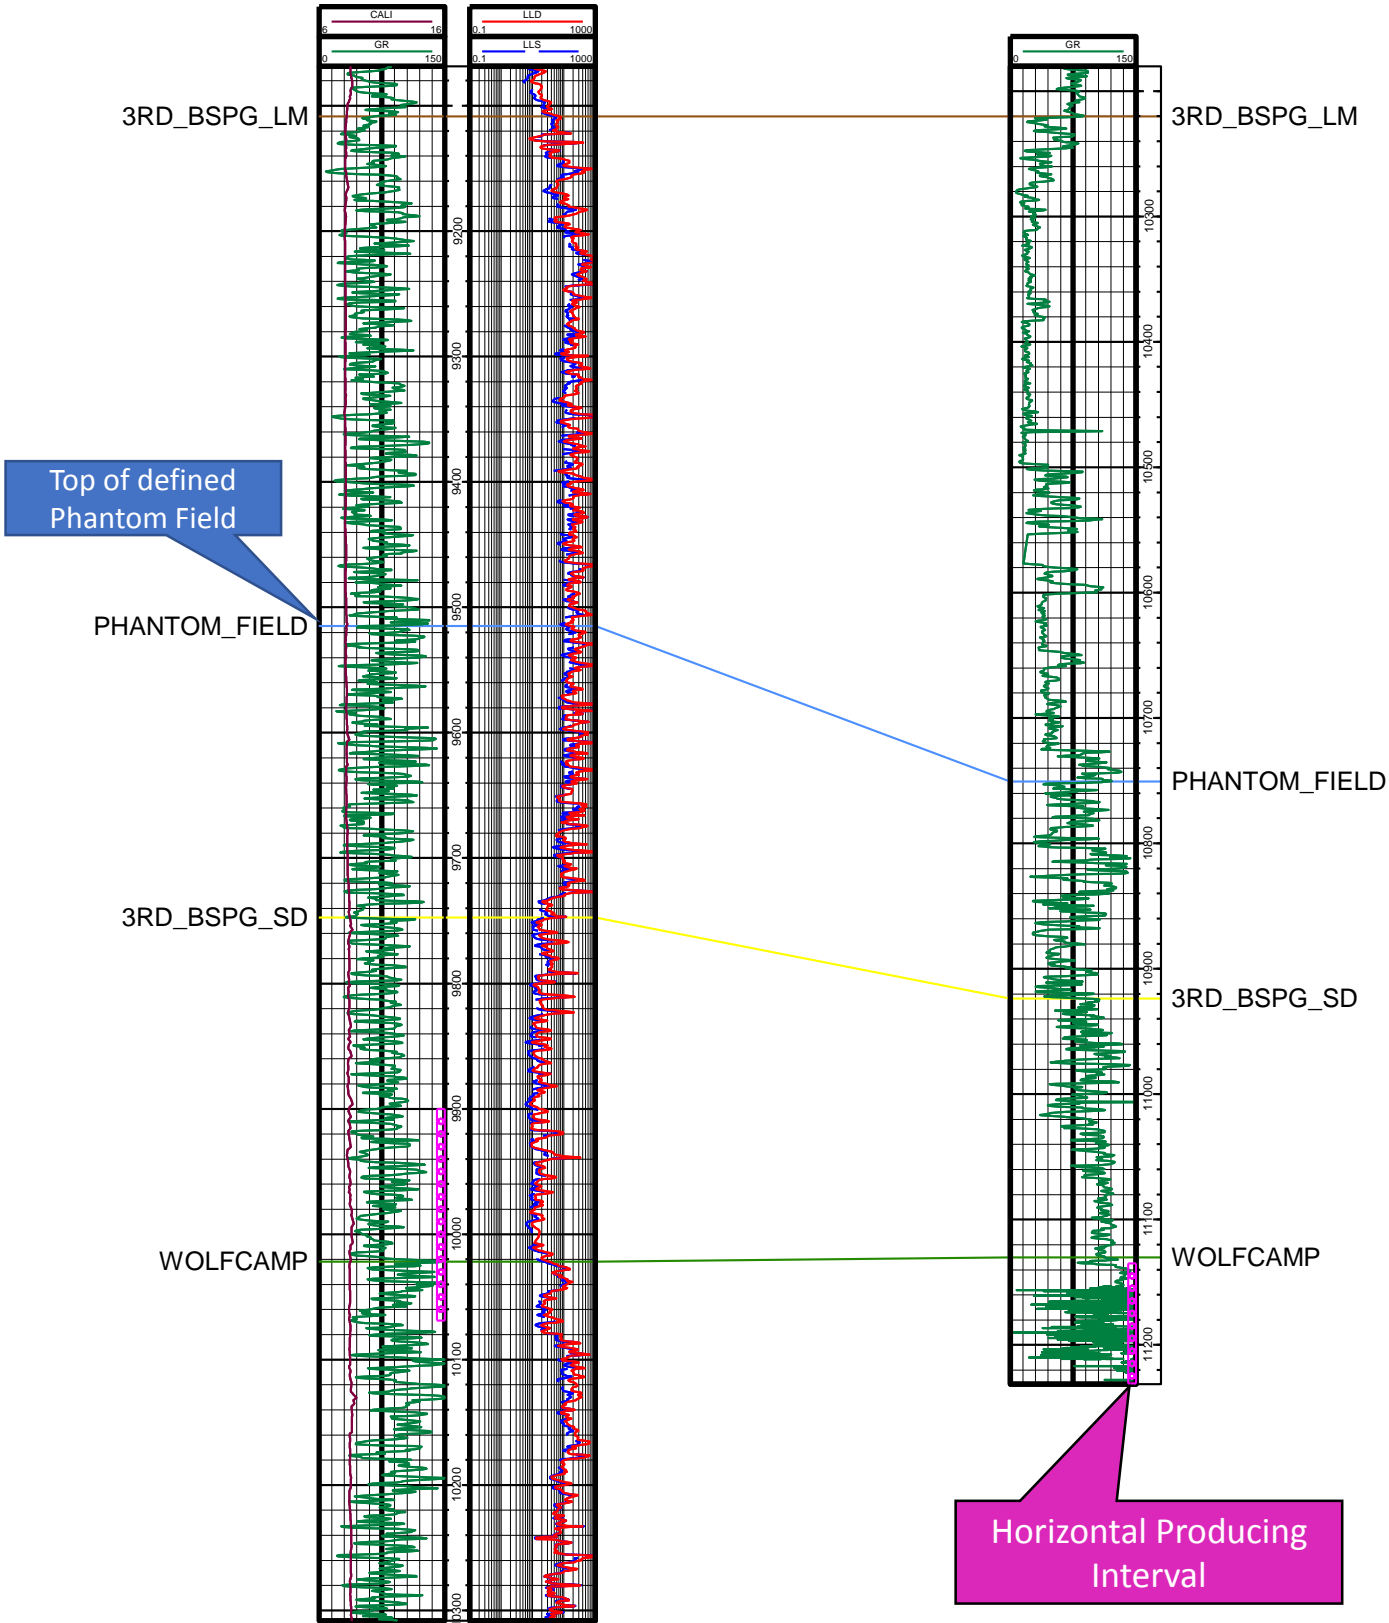 CALI
6 16
GR
0 150
LLD
0.1 1000
LLS
0.1 1000
GR
0 150
3RD_BSPG_LM
3RD_BSPG_LM
9200
9300
9400
9500
9600
9700
9800
9900
10000
10100
10200
10300
10300
10400
10500
10600
10700
10800
10900
11000
11100
11200
Top of defined
Phantom Field
PHANTOM_FIELD
PHANTOM_FIELD
3RD_BSPG_SD
3RD_BSPG_SD
WOLFCAMP
WOLFCAMP
Horizontal Producing
Interval